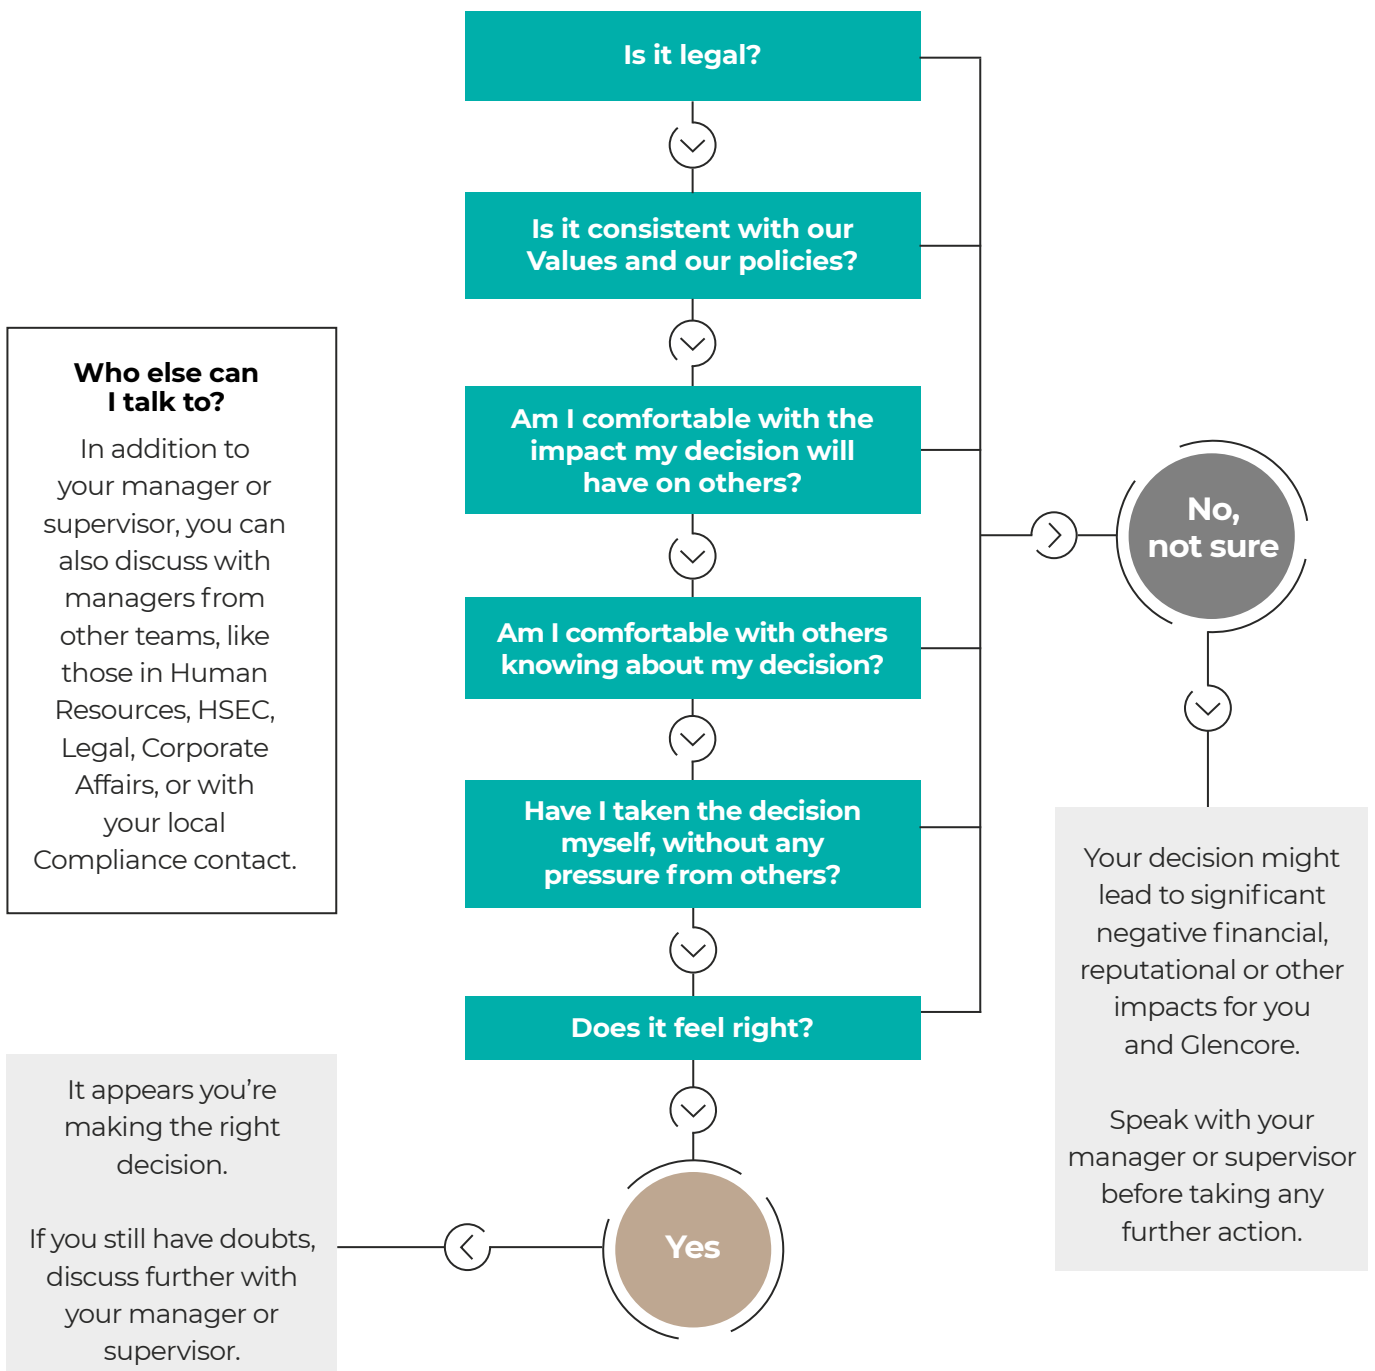 Is it legal?
Is it consistent with our
Values and our policies?
Who else can
I talk to?
In addition to
your manager or
supervisor, you can
also discuss with
managers from
other teams, like
those in Human
Resources, HSEC,
Legal, Corporate
Affairs, or with
your local
Compliance contact.
Am I comfortable with the
impact my decision will
have on others?
No,
not sure
Am I comfortable with others
knowing about my decision?
Have I taken the decision
myself, without any
pressure from others?
Your decision might
lead to significant
negative financial,
reputational or other
impacts for you
and Glencore.
Speak with your
manager or supervisor
before taking any
further action.
Does it feel right?
Yes
It appears you’re
making the right
decision.
If you still have doubts,
discuss further with
your manager or
supervisor.